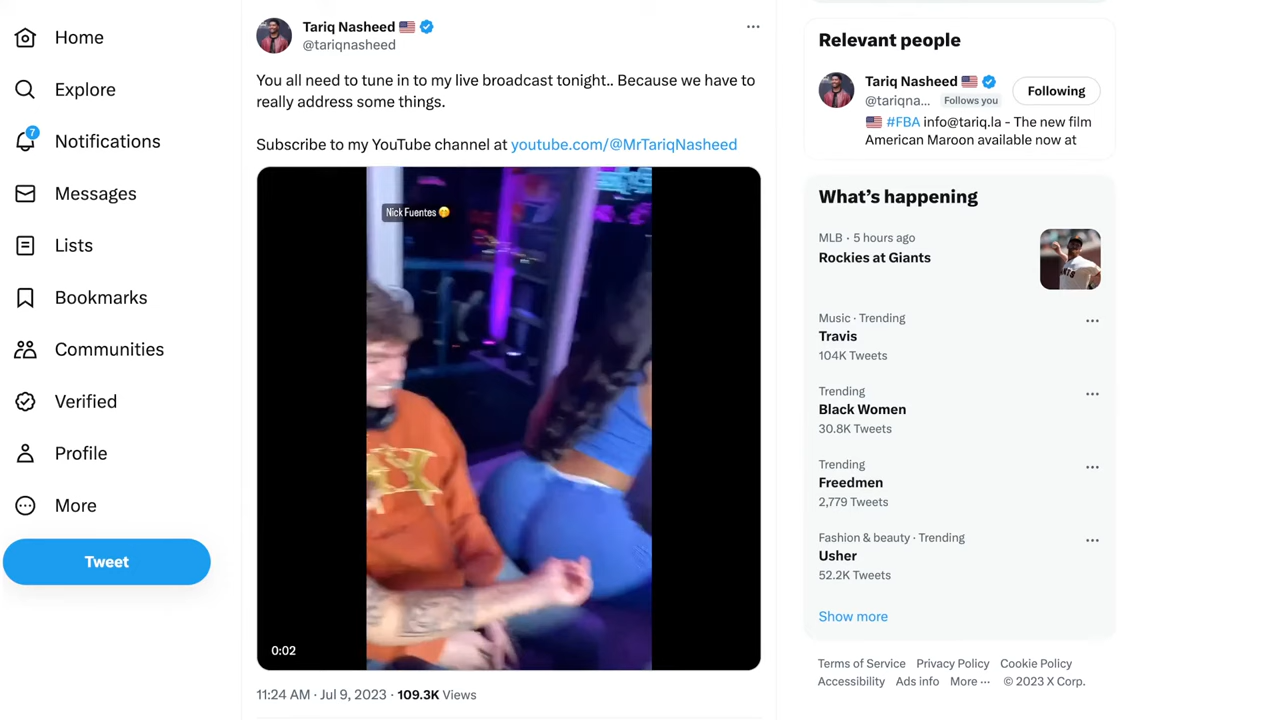 Home
Explore
7
Notifications
Messages
Lists
Bookmarks
Communities
Verified
Profile
More
Tweet
Tariq Nasheed 🇺🇸
@tariqnasheed
You all need to tune in to my live broadcast tonight.. Because we have to
really address some things.
Subscribe to my YouTube channel at youtube.com/@MrTariqNasheed
Nick Fuentes 🤭
0:02
11:24 AM · Jul 9, 2023 · 109.3K Views
Relevant people
Tariq Nasheed 🇺🇸
@tariqna... Follows you
Following
🇺🇸 #FBA info@tariq.la - The new film
American Maroon available now at
What's happening
MLB · 5 hours ago
Rockies at Giants
Music · Trending
Travis
104K Tweets
Trending
Black Women
30.8K Tweets
Trending
Freedmen
2,779 Tweets
Fashion & beauty · Trending
Usher
52.2K Tweets
Show more
Terms of Service Privacy Policy Cookie Policy
Accessibility Ads info More ··· © 2023 X Corp.